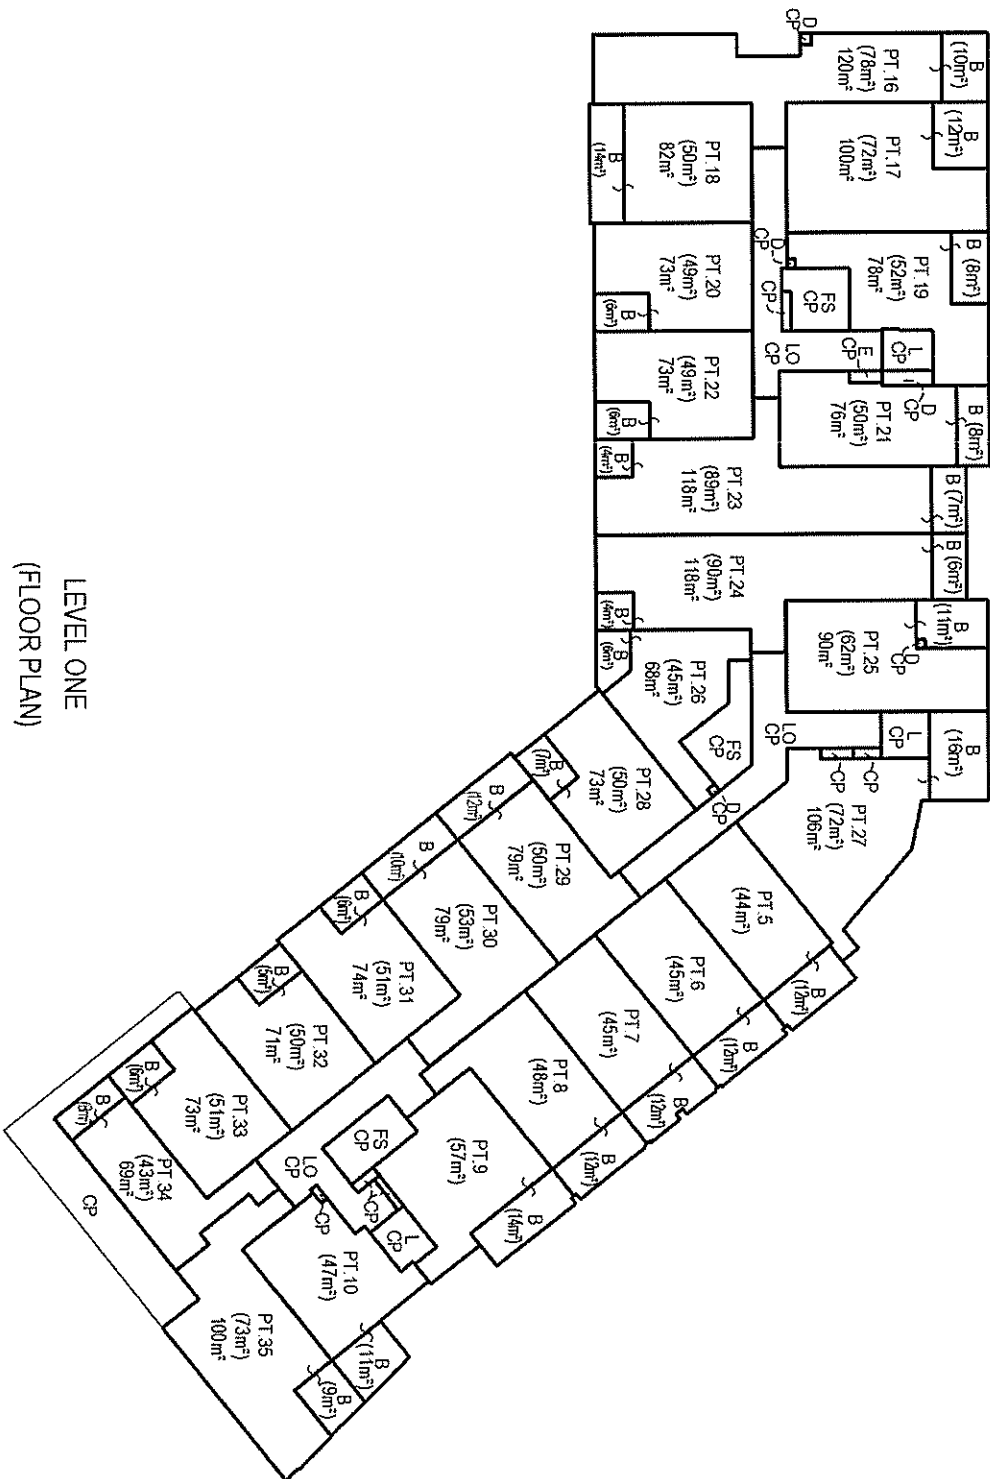 D
CP
PT.16
(78m²)
120m²
B
(10m²)
PT.17
(72m²)
100m²
B
(12m²)
PT.18
(50m²)
82m²
B
(14m²)
D
CP
CP
FS
CP
PT.19
(52m²)
78m²
B (8m²)
PT.20
(49m²)
73m²
B
(6m²)
LO
CP
E
CP
L
CP
D
CP
PT.21
(50m²)
76m²
B (8m²)
PT.22
(49m²)
73m²
B
(6m²)
B
(4m²)
PT.23
(89m²)
118m²
B (7m²)
PT.24
(90m²)
118m²
B (6m²)
B
(4m²)
PT.25
(62m²)
90m²
B
(11m²)
D
CP
B
(6m²)
PT.26
(45m²)
68m²
FS
CP
D
CP
LO
CP
L
CP
B
(16m²)
CP
CP
PT.27
(72m²)
106m²
PT.28
(50m²)
73m²
B
(7m²)
PT.29
(50m²)
79m²
B
(12m²)
PT.30
(53m²)
79m²
B
(10m²)
PT.31
(51m²)
74m²
B
(6m²)
PT.32
(50m²)
71m²
B
(5m²)
PT.33
(51m²)
73m²
B
(6m²)
PT.34
(43m²)
69m²
B
(8m²)
CP
PT.5
(44m²)
B
(12m²)
PT.6
(45m²)
B
(12m²)
PT.7
(45m²)
B
(12m²)
PT.8
(48m²)
B
(12m²)
PT.9
(57m²)
B
(14m²)
FS
CP
LO
CP
CP
CP
L
CP
PT.10
(47m²)
B
(11m²)
PT.35
(73m²)
100m²
B
(9m²)
LEVEL ONE
(FLOOR PLAN)